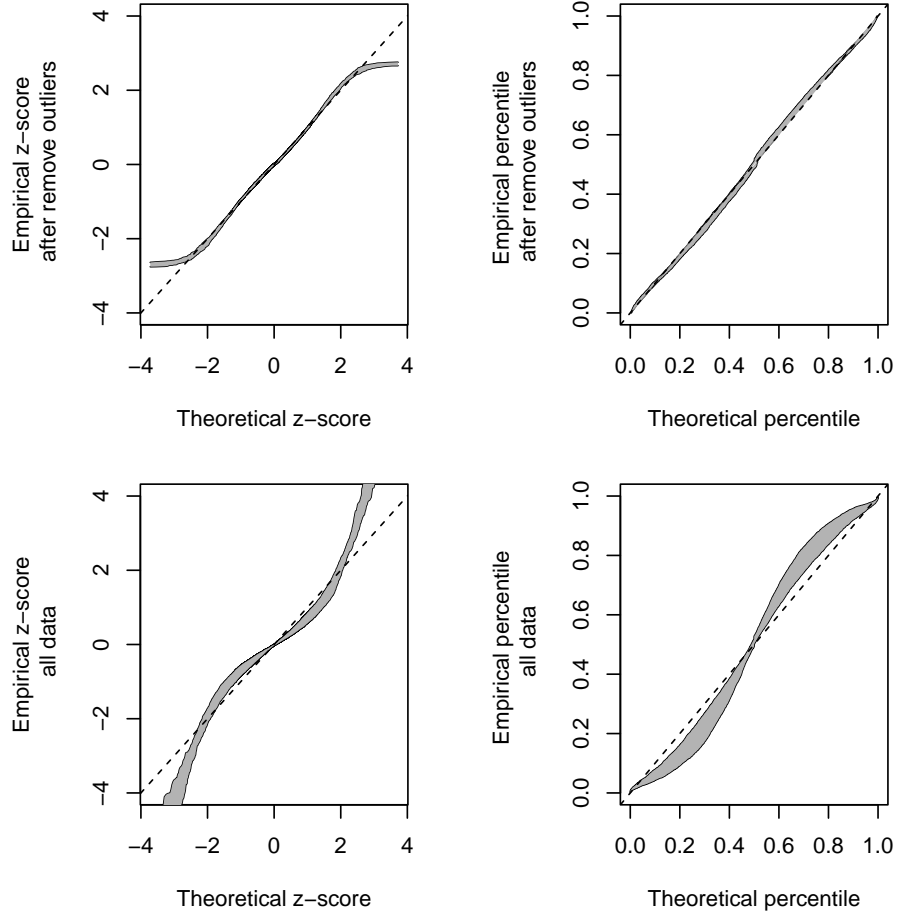 Empirical z−score
after remove outliers
4
2
0
−2
−4
−4 −2 0 2 4
Theoretical z−score
Empirical percentile
after remove outliers
1.0
0.8
0.6
0.4
0.2
0.0
0.0 0.2 0.4 0.6 0.8 1.0
Theoretical percentile
Empirical z−score
all data
4
2
0
−2
−4
−4 −2 0 2 4
Theoretical z−score
Empirical percentile
all data
1.0
0.8
0.6
0.4
0.2
0.0
0.0 0.2 0.4 0.6 0.8 1.0
Theoretical percentile